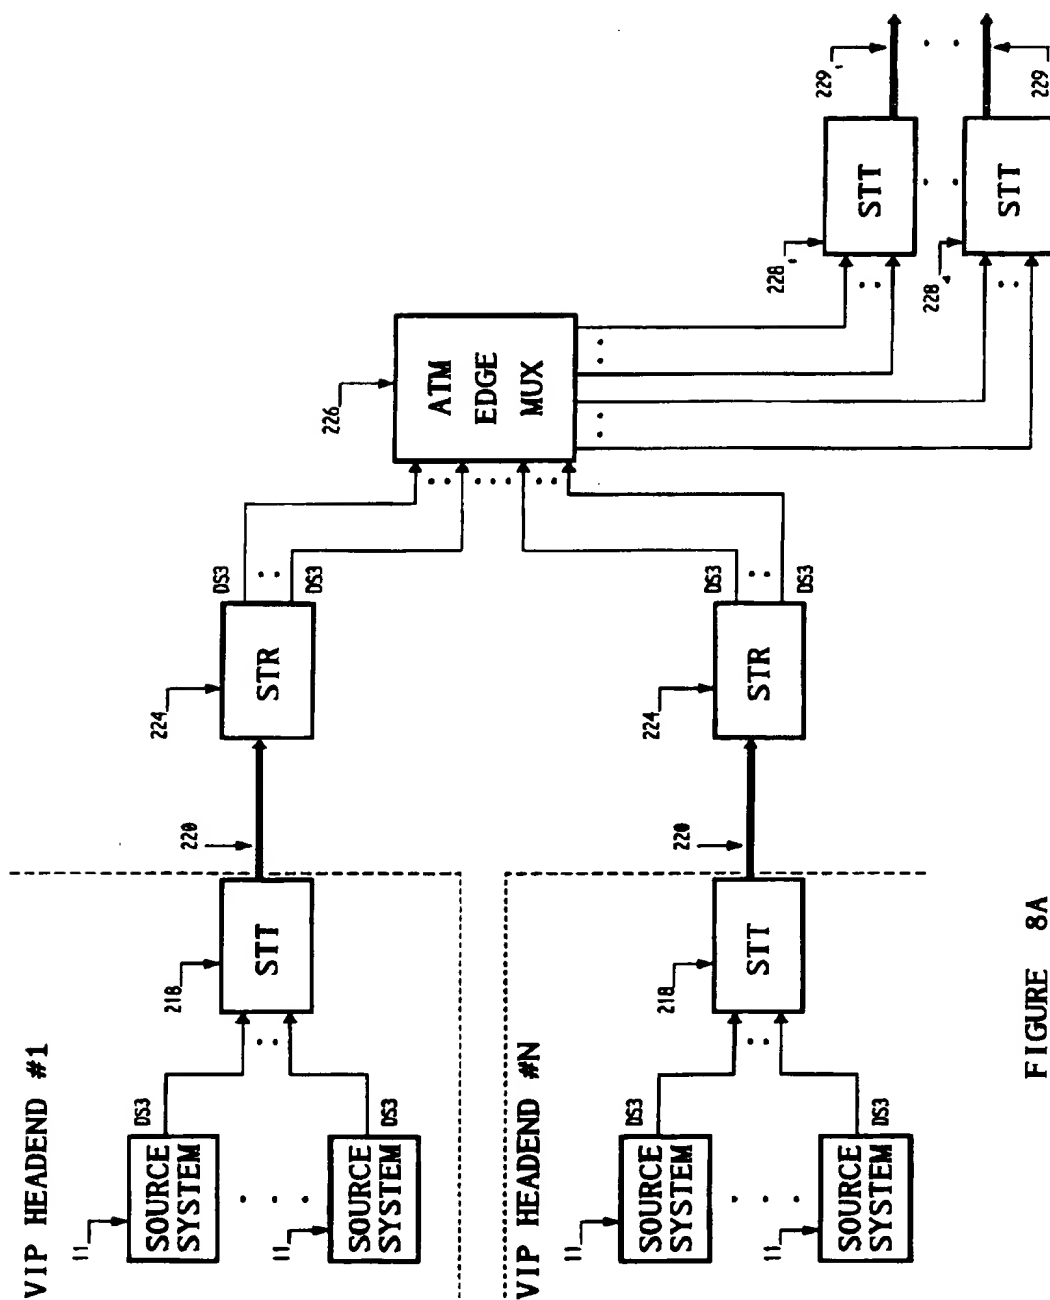 VIP HEADEND #1
11
SOURCE
SYSTEM
DS3
11
SOURCE
SYSTEM
DS3
218
STT
220
224
STR
DS3
DS3
VIP HEADEND #N
11
SOURCE
SYSTEM
DS3
11
SOURCE
SYSTEM
DS3
218
STT
220
224
STR
DS3
DS3
226
ATM
EDGE
MUX
228
STT
229
228
STT
229
FIGURE 8A